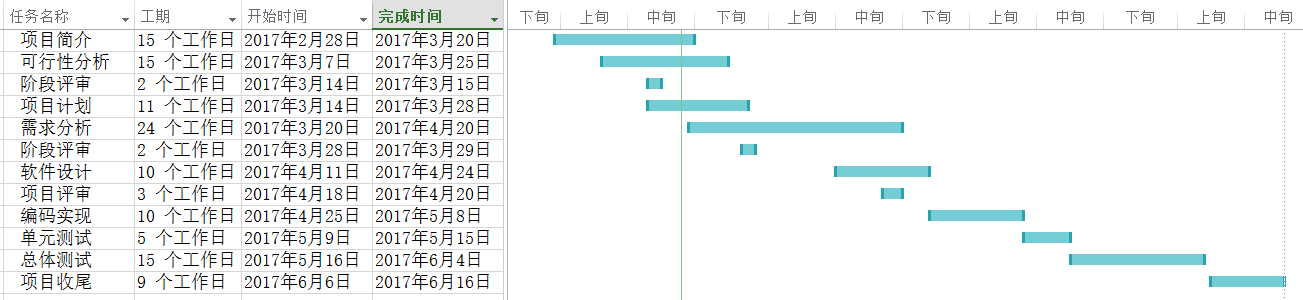 任务名称 工期 开始时间 完成时间 下旬 上旬 中旬 下旬 上旬 中旬 下旬 上旬 中旬 下旬 上旬 中旬
项目简介 15 个工作日 2017年2月28日 2017年3月20日
可行性分析 15 个工作日 2017年3月7日 2017年3月25日
阶段评审 2 个工作日 2017年3月14日 2017年3月15日
项目计划 11 个工作日 2017年3月14日 2017年3月28日
需求分析 24 个工作日 2017年3月20日 2017年4月20日
阶段评审 2 个工作日 2017年3月28日 2017年3月29日
软件设计 10 个工作日 2017年4月11日 2017年4月24日
项目评审 3 个工作日 2017年4月18日 2017年4月20日
编码实现 10 个工作日 2017年4月25日 2017年5月8日
单元测试 5 个工作日 2017年5月9日 2017年5月15日
总体测试 15 个工作日 2017年5月16日 2017年6月4日
项目收尾 9 个工作日 2017年6月6日 2017年6月16日